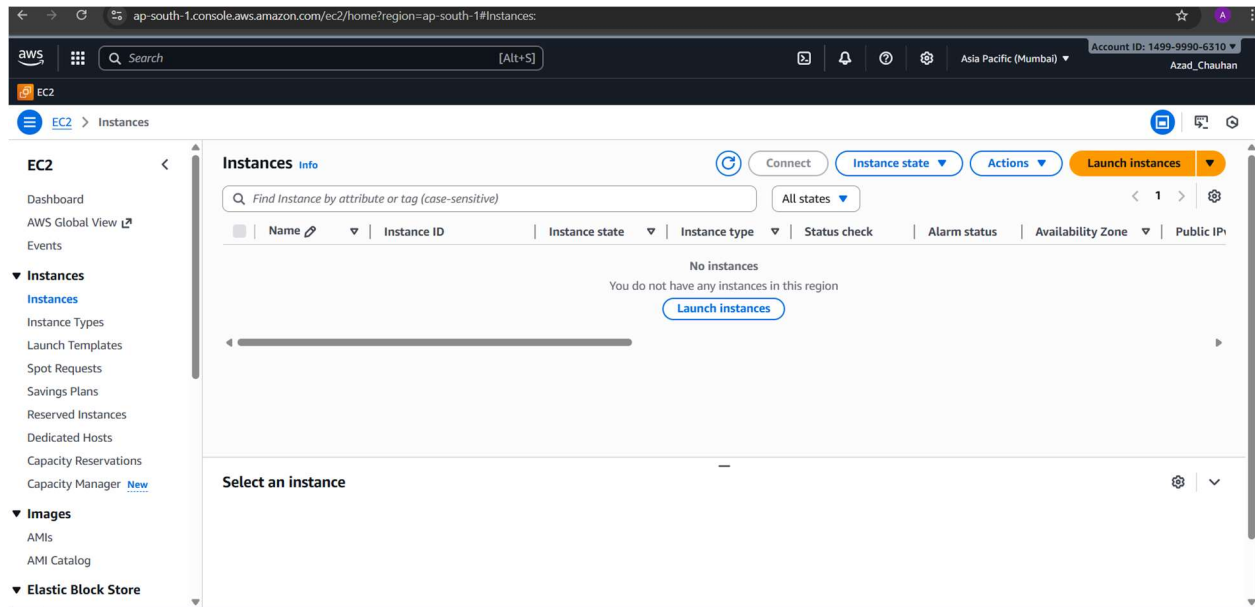 ap-south-1.console.aws.amazon.com/ec2/home?region=ap-south-1#Instances:
A
aws
Search [Alt+S]
Asia Pacific (Mumbai) ▼
Account ID: 1499-9990-6310 ▼
Azad_Chauhan
EC2
EC2 > Instances
EC2
Dashboard
AWS Global View
Events
▼ Instances
Instances
Instance Types
Launch Templates
Spot Requests
Savings Plans
Reserved Instances
Dedicated Hosts
Capacity Reservations
Capacity Manager New
▼ Images
AMIs
AMI Catalog
▼ Elastic Block Store
Instances Info
Connect Instance state ▼ Actions ▼ Launch instances ▼
Find Instance by attribute or tag (case-sensitive) All states ▼ < 1 >
Name Instance ID Instance state Instance type Status check Alarm status Availability Zone Public IPv
No instances
You do not have any instances in this region
Launch instances
Select an instance